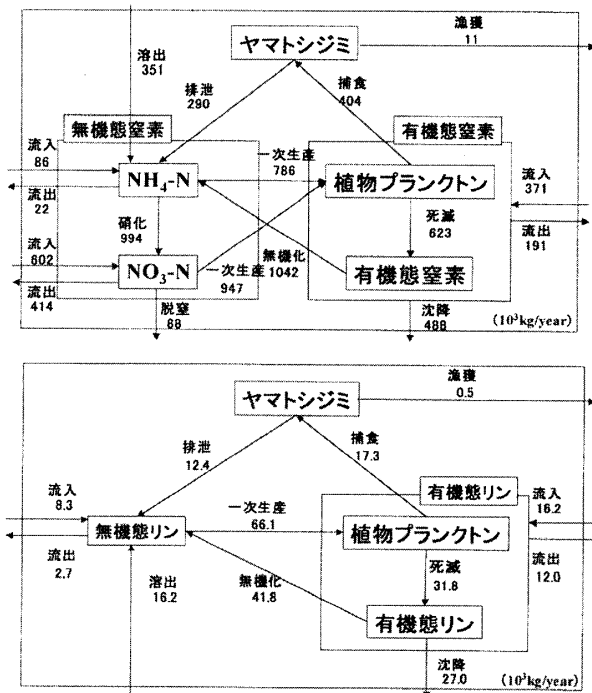 漁獲
11
ヤマトシジミ
溶出
351
排泄
290
捕食
404
無機態窒素
有機態窒素
流入
86
一次生産
786
NH₄-N
植物プランクトン
流入
371
流出
22
硝化
994
死滅
623
流出
191
流入
602
無機化
1042
NO₃-N
一次生産
947
有機態窒素
流出
414
脱窒
68
沈降
488
(10³kg/year)
漁獲
0.5
ヤマトシジミ
排泄
12.4
捕食
17.3
有機態リン
流入
8.3
流入
16.2
一次生産
66.1
無機態リン
植物プランクトン
流出
2.7
流出
12.0
溶出
16.2
無機化
41.8
死滅
31.8
有機態リン
沈降
27.0
(10³kg/year)